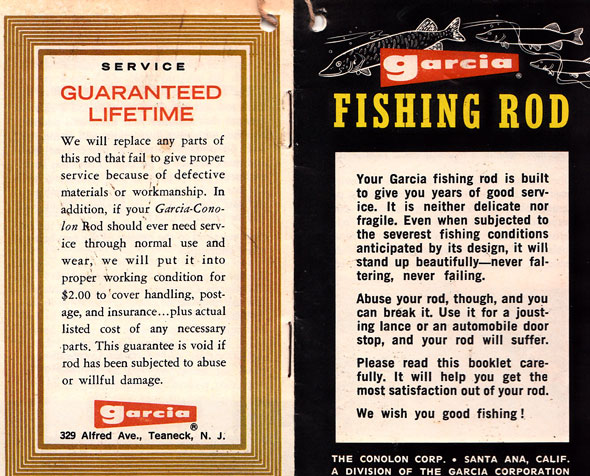 SERVICE
GUARANTEED
LIFETIME
We will replace any parts of
this rod that fail to give proper
service because of defective
materials or workmanship. In
addition, if your Garcia-Cono-
lon Rod should ever need serv-
ice through normal use and
wear, we will put it into
proper working condition for
$2.00 to cover handling, post-
age, and insurance...plus actual
listed cost of any necessary
parts. This guarantee is void if
rod has been subjected to abuse
or willful damage.
garcia®
329 Alfred Ave., Teaneck, N. J.
garcia®
FISHING ROD
Your Garcia fishing rod is built
to give you years of good serv-
ice. It is neither delicate nor
fragile. Even when subjected to
the severest fishing conditions
anticipated by its design, it will
stand up beautifully—never fal-
tering, never failing.
Abuse your rod, though, and you
can break it. Use it for a joust-
ing lance or an automobile door
stop, and your rod will suffer.
Please read this booklet care-
fully. It will help you get the
most satisfaction out of your rod.
We wish you good fishing!
THE CONOLON CORP. • SANTA ANA, CALIF.
A DIVISION OF THE GARCIA CORPORATION